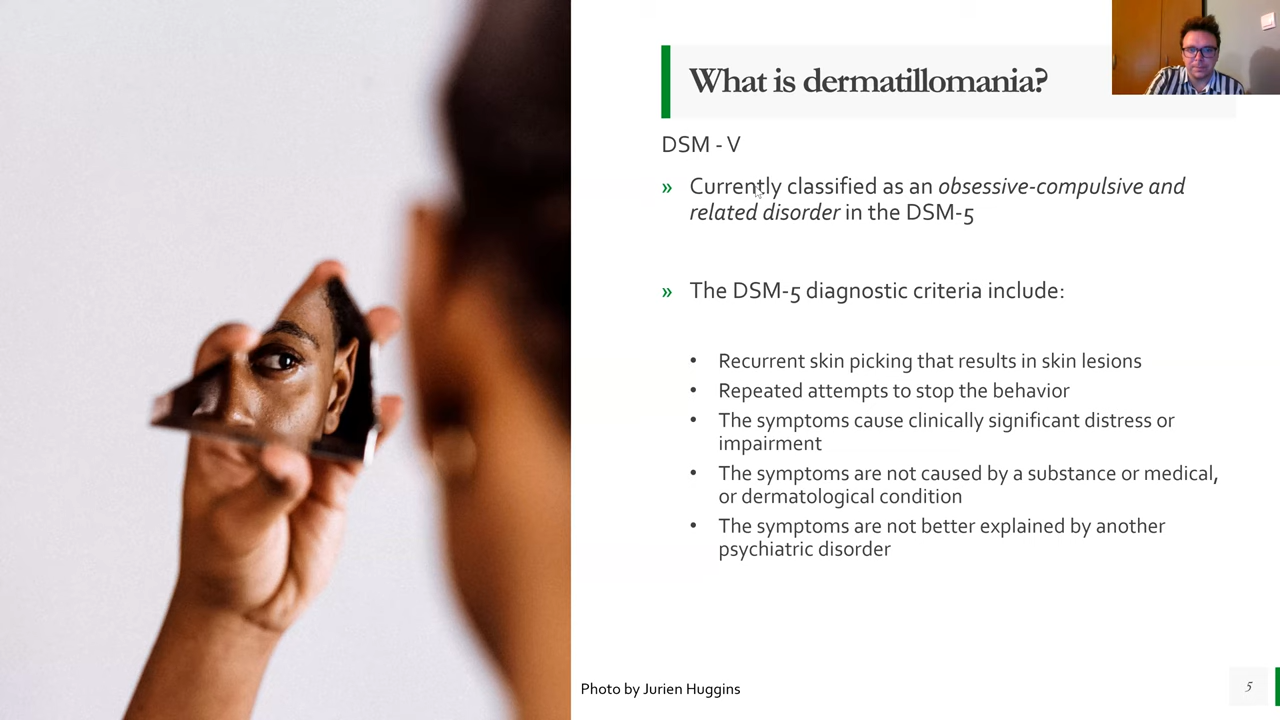 What is dermatillomania?
DSM - V
» Currently classified as an obsessive-compulsive and
related disorder in the DSM-5
» The DSM-5 diagnostic criteria include:
• Recurrent skin picking that results in skin lesions
• Repeated attempts to stop the behavior
• The symptoms cause clinically significant distress or
impairment
• The symptoms are not caused by a substance or medical,
or dermatological condition
• The symptoms are not better explained by another
psychiatric disorder
Photo by Jurien Huggins
5